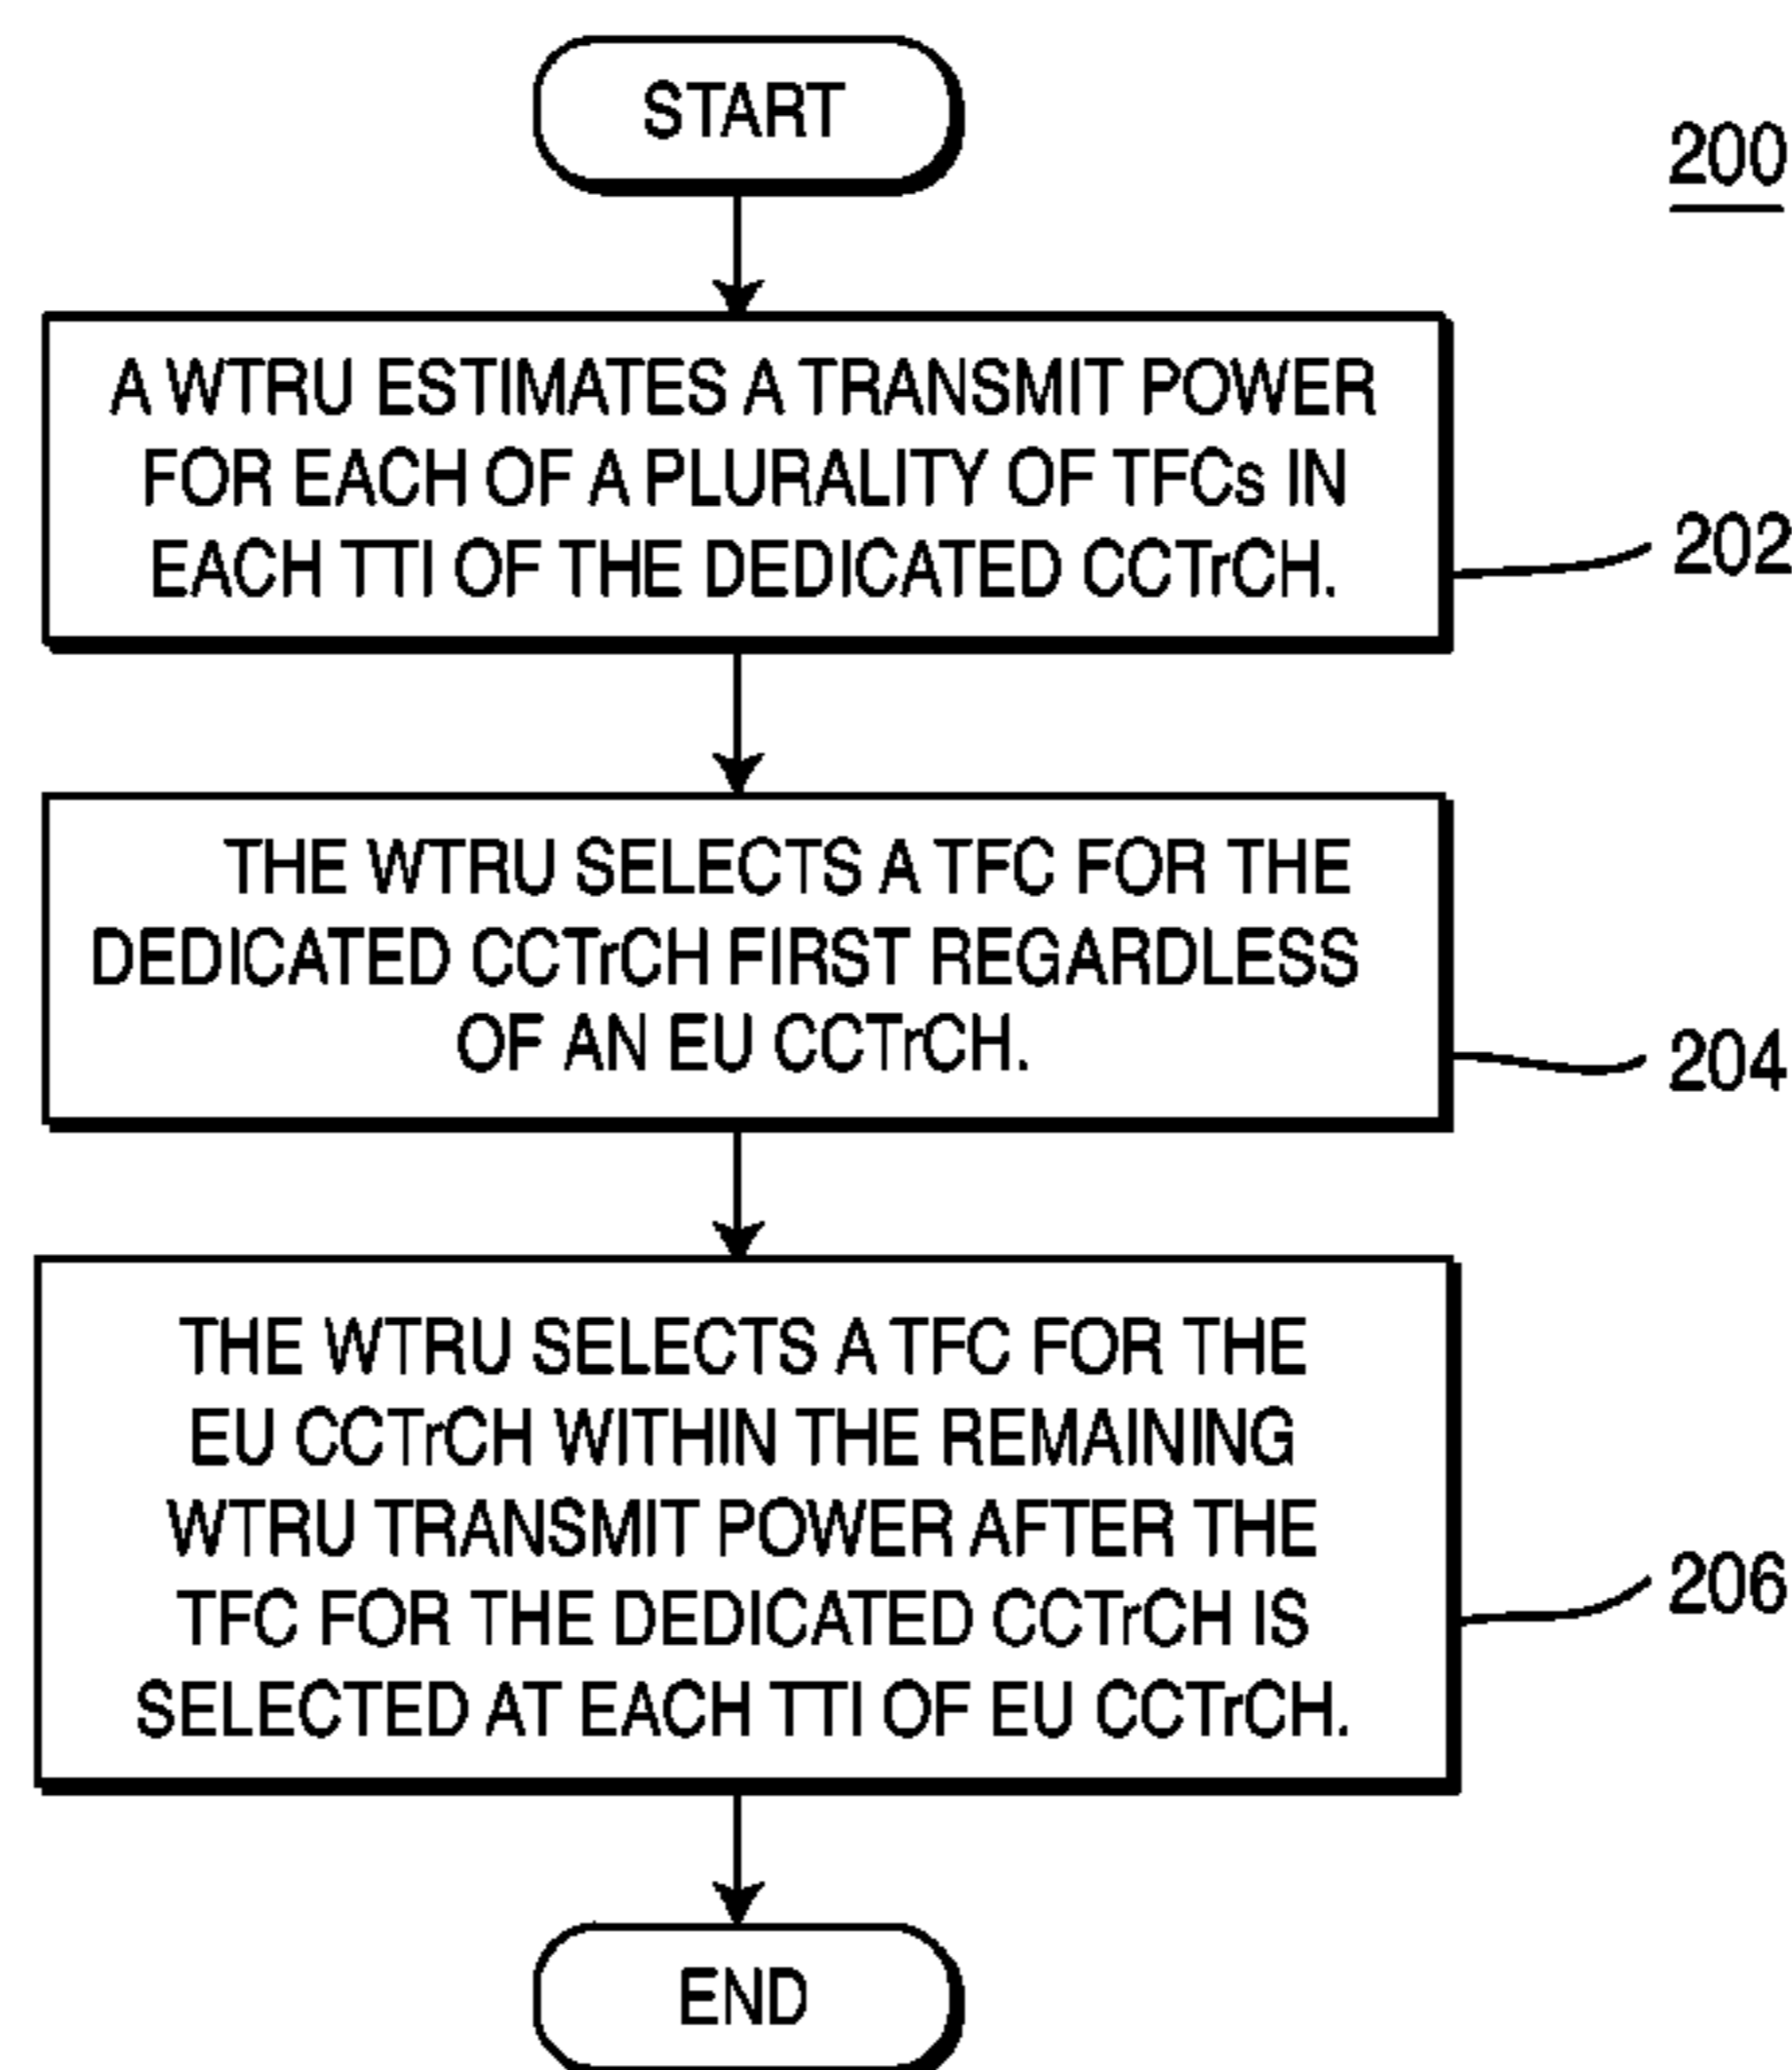 START
200
A WTRU ESTIMATES A TRANSMIT POWER
FOR EACH OF A PLURALITY OF TFCs IN
EACH TTI OF THE DEDICATED CCTrCH.
202
THE WTRU SELECTS A TFC FOR THE
DEDICATED CCTrCH FIRST REGARDLESS
OF AN EU CCTrCH.
204
THE WTRU SELECTS A TFC FOR THE
EU CCTrCH WITHIN THE REMAINING
WTRU TRANSMIT POWER AFTER THE
TFC FOR THE DEDICATED CCTrCH IS
SELECTED AT EACH TTI OF EU CCTrCH.
206
END